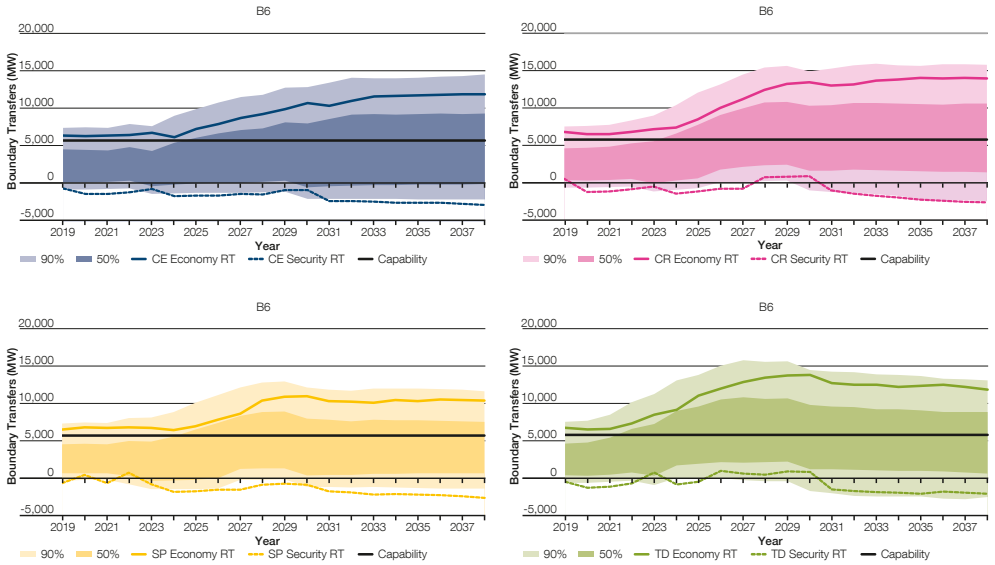 B6
20,000
15,000
10,000
5,000
0
-5,000
Boundary Transfers (MW)
2019 2021 2023 2025 2027 2029 2031 2033 2035 2037
Year
90% 50% CE Economy RT CE Security RT Capability
B6
20,000
15,000
10,000
5,000
0
-5,000
Boundary Transfers (MW)
2019 2021 2023 2025 2027 2029 2031 2033 2035 2037
Year
90% 50% CR Economy RT CR Security RT Capability
B6
20,000
15,000
10,000
5,000
0
-5,000
Boundary Transfers (MW)
2019 2021 2023 2025 2027 2029 2031 2033 2035 2037
Year
90% 50% SP Economy RT SP Security RT Capability
B6
20,000
15,000
10,000
5,000
0
-5,000
Boundary Transfers (MW)
2019 2021 2023 2025 2027 2029 2031 2033 2035 2037
Year
90% 50% TD Economy RT TD Security RT Capability